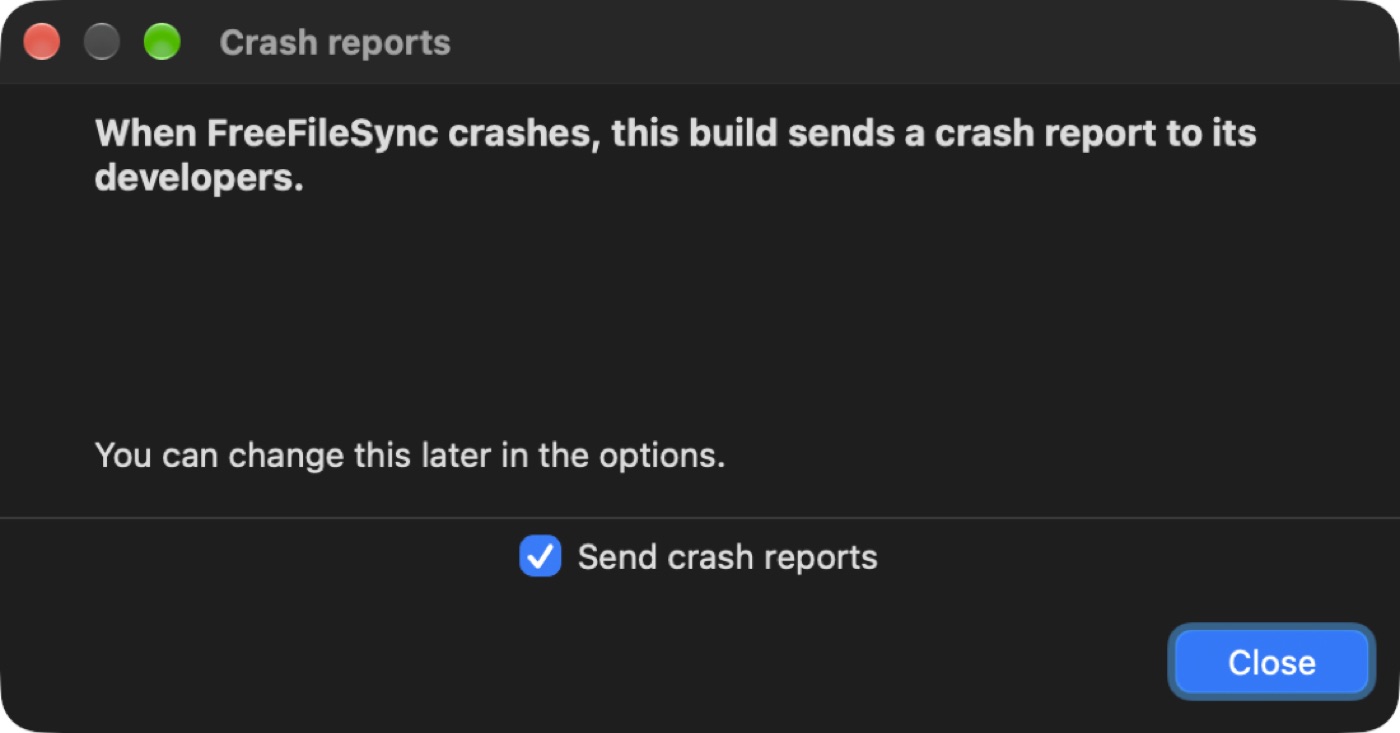 Crash reports
When FreeFileSync crashes, this build sends a crash report to its
developers.
You can change this later in the options.
Send crash reports
Close